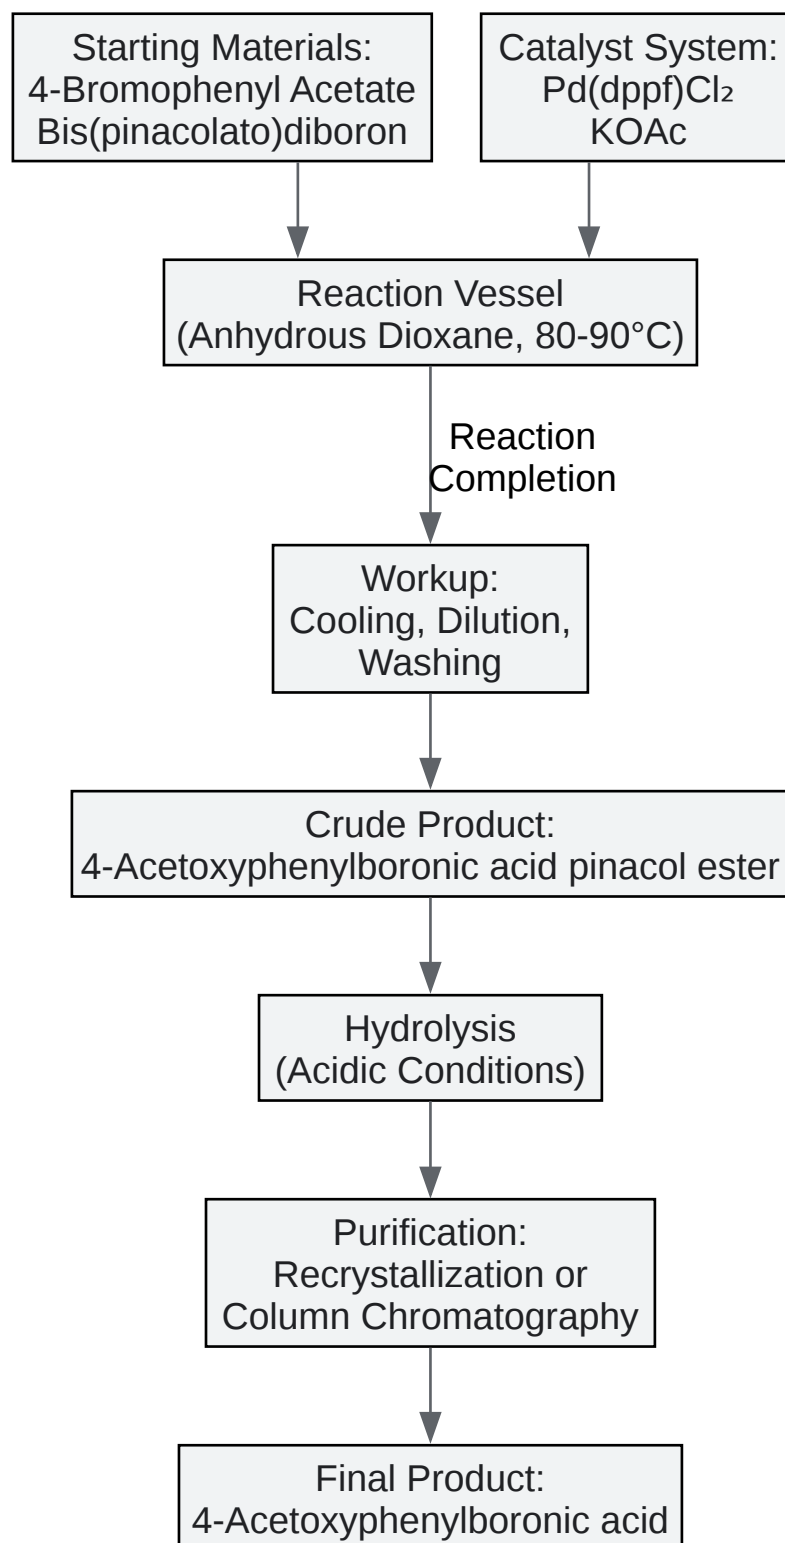 Starting Materials:
4-Bromophenyl Acetate
Bis(pinacolato)diboron
Catalyst System:
Pd(dppf)Cl₂
KOAc
Reaction Vessel
(Anhydrous Dioxane, 80-90°C)
Reaction
Completion
Workup:
Cooling, Dilution,
Washing
Crude Product:
4-Acetoxyphenylboronic acid pinacol ester
Hydrolysis
(Acidic Conditions)
Purification:
Recrystallization or
Column Chromatography
Final Product:
4-Acetoxyphenylboronic acid